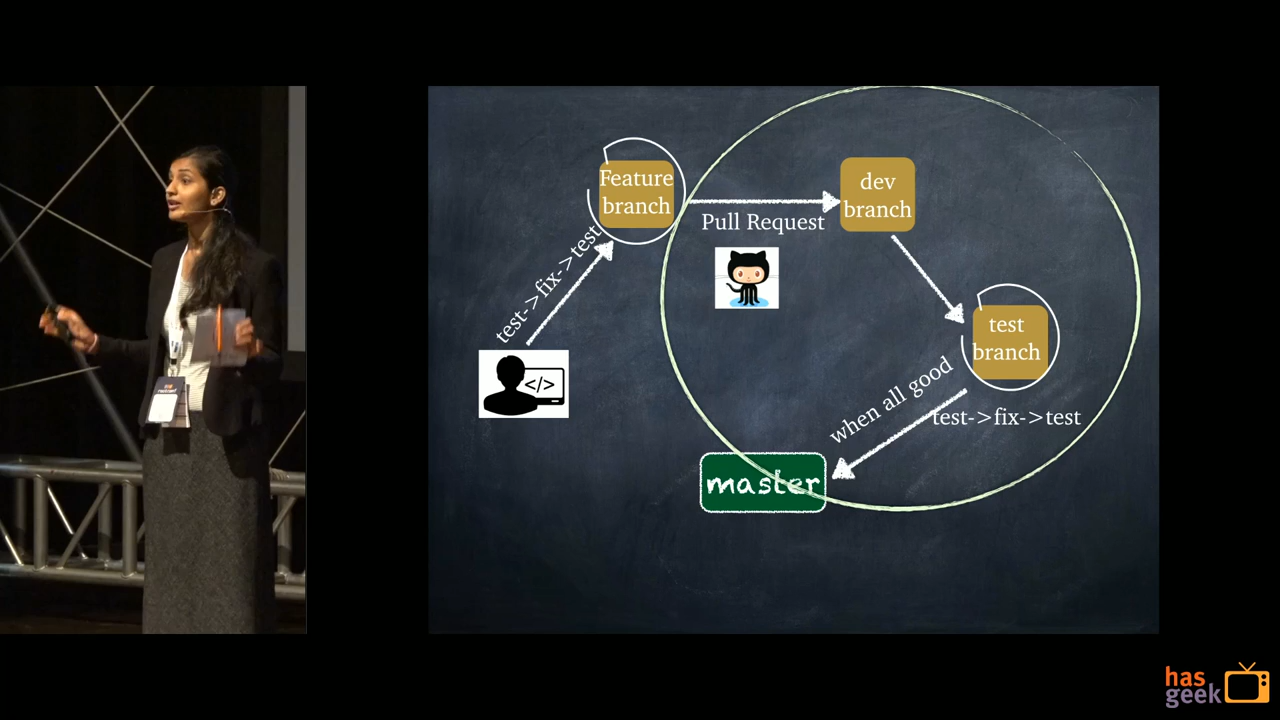 Feature
branch
dev
branch
Pull Request
test->fix->test
</>
test
branch
when all good
test->fix->test
master
has
geek